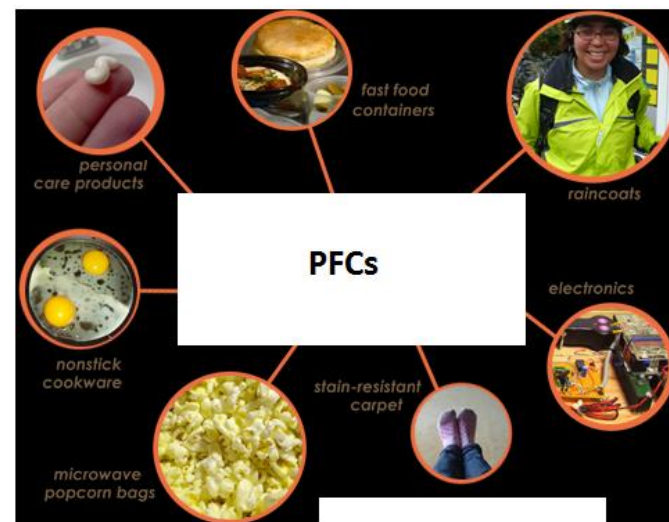 fast food
containers
personal
care products
raincoats
PFCs
electronics
nonstick
cookware
stain-resistant
carpet
microwave
popcorn bags